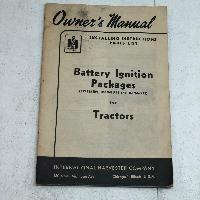 Owner's Manual
INSTALLING INSTRUCTIONS
PARTS LIST
Battery Ignition
Packages
for
Tractors
INTERNATIONAL HARVESTER COMPANY
Chicago 1, Illinois, U.S.A.